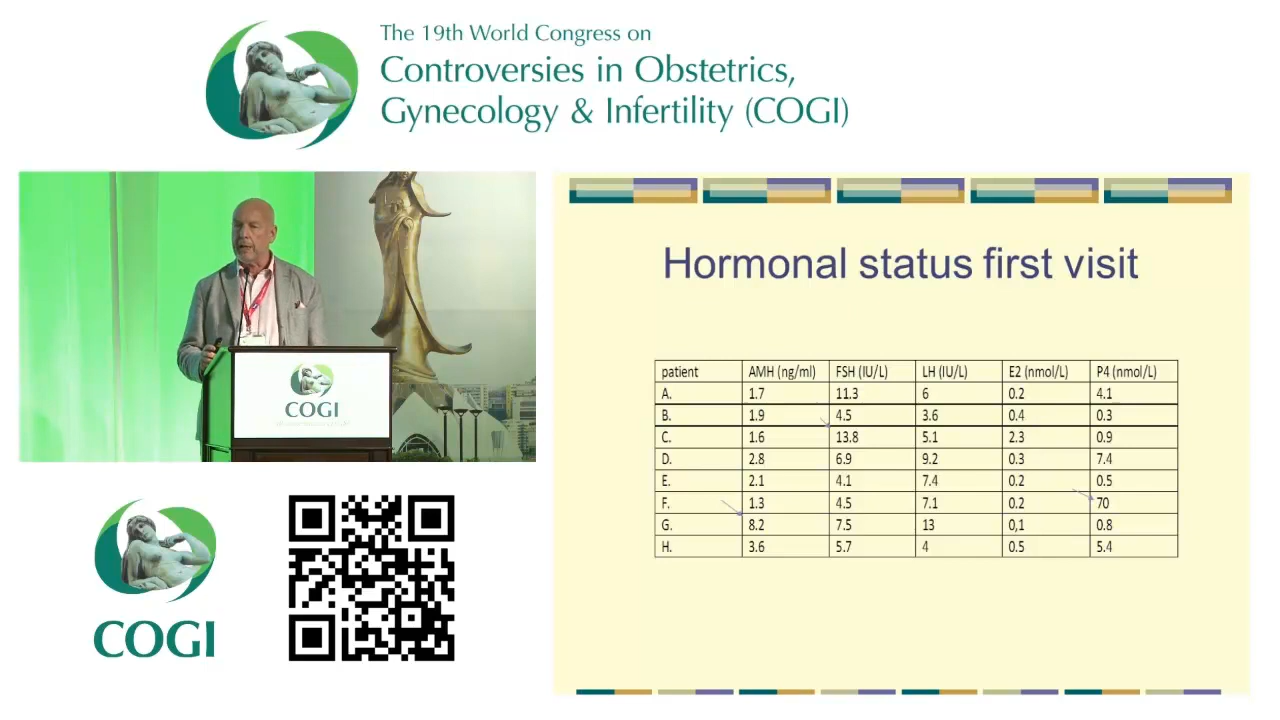 The 19th World Congress on
Controversies in Obstetrics,
Gynecology & Infertility (COGI)
COGI
COGI
Hormonal status first visit
patient AMH (ng/ml) FSH (IU/L) LH (IU/L) E2 (nmol/L) P4 (nmol/L)
A. 1.7 11.3 6 0.2 4.1
B. 1.9 4.5 3.6 0.4 0.3
C. 1.6 13.8 5.1 2.3 0.9
D. 2.8 6.9 9.2 0.3 7.4
E. 2.1 4.1 7.4 0.2 0.5
F. 1.3 4.5 7.1 0.2 70
G. 8.2 7.5 13 0,1 0.8
H. 3.6 5.7 4 0.5 5.4